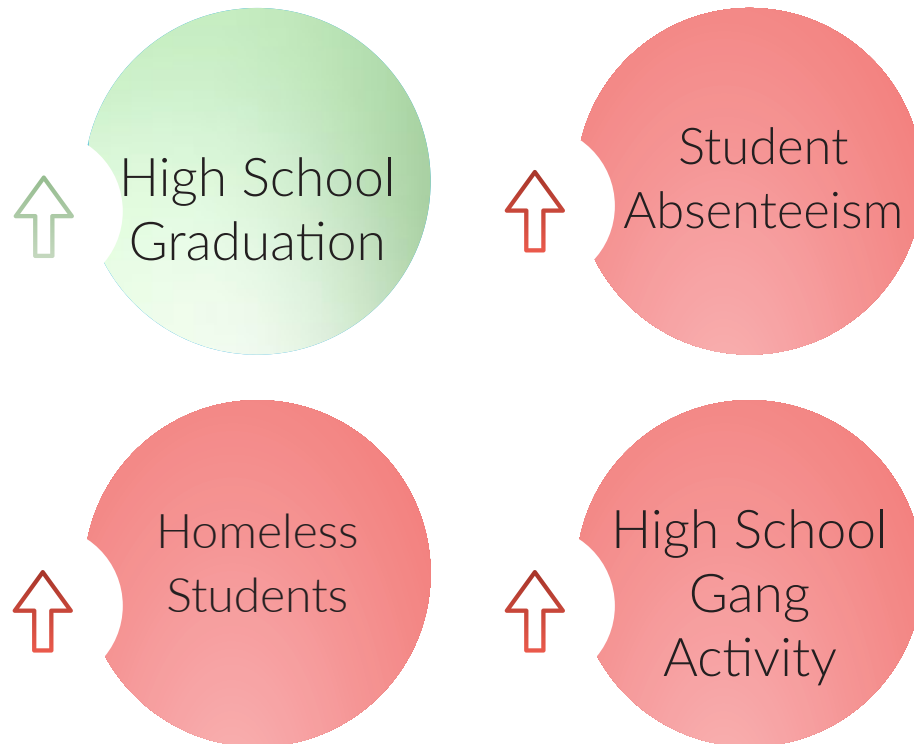 High School
Graduation
Student
Absenteeism
Homeless
Students
High School
Gang
Activity